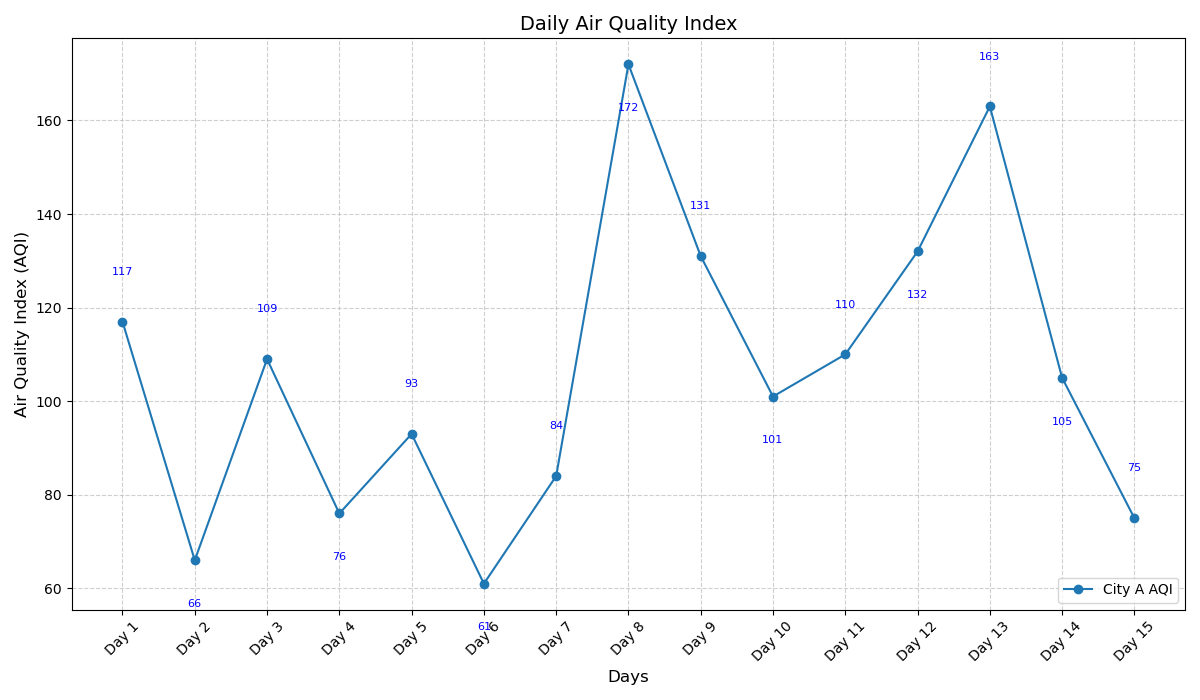 Daily Air Quality Index
Air Quality Index (AQI)
160
140
120
100
80
60
117
66
109
76
93
61
84
172
131
101
110
132
163
105
75
City A AQI
Day 1
Day 2
Day 3
Day 4
Day 5
Day 6
Day 7
Day 8
Day 9
Day 10
Day 11
Day 12
Day 13
Day 14
Day 15
Days